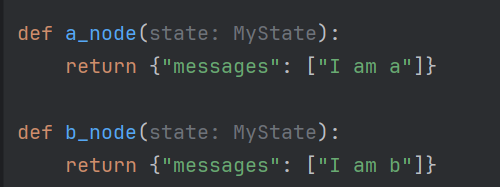 def a_node(state: MyState):
    return {"messages": ["I am a"]}

def b_node(state: MyState):
    return {"messages": ["I am b"]}